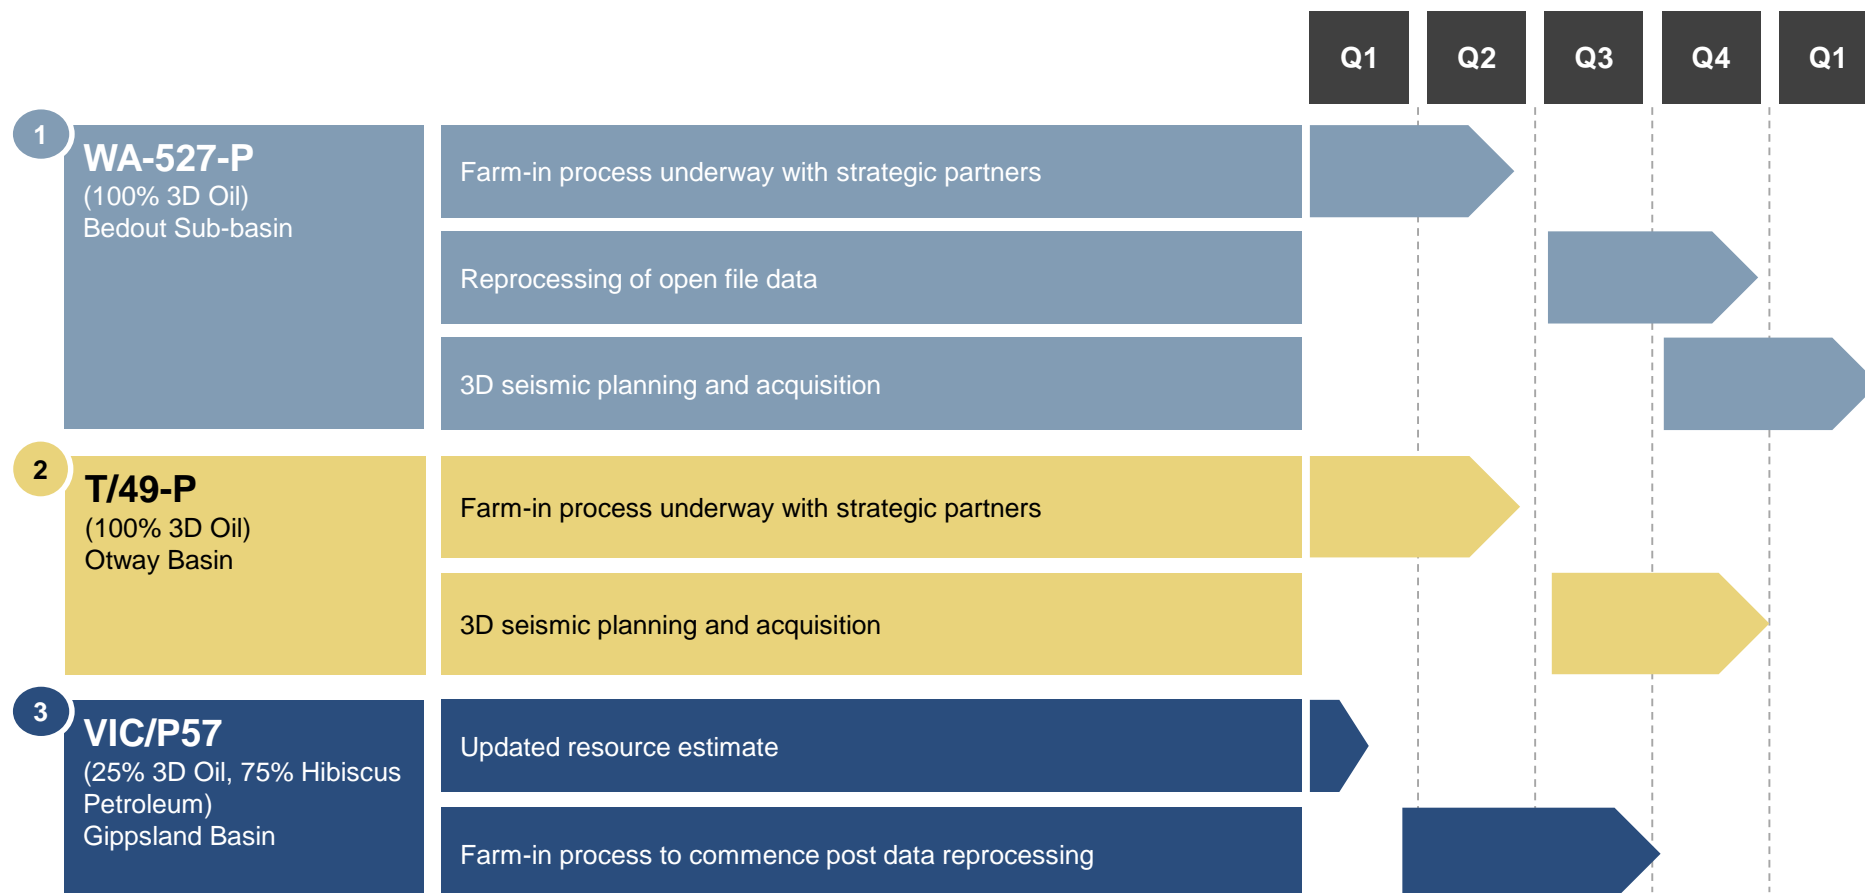 Q1
Q2
Q3
Q4
Q1
1
WA-527-P
(100% 3D Oil)
Bedout Sub-basin
Farm-in process underway with strategic partners
Reprocessing of open file data
3D seismic planning and acquisition
2
T/49-P
(100% 3D Oil)
Otway Basin
Farm-in process underway with strategic partners
3D seismic planning and acquisition
3
VIC/P57
(25% 3D Oil, 75% Hibiscus
Petroleum)
Gippsland Basin
Updated resource estimate
Farm-in process to commence post data reprocessing